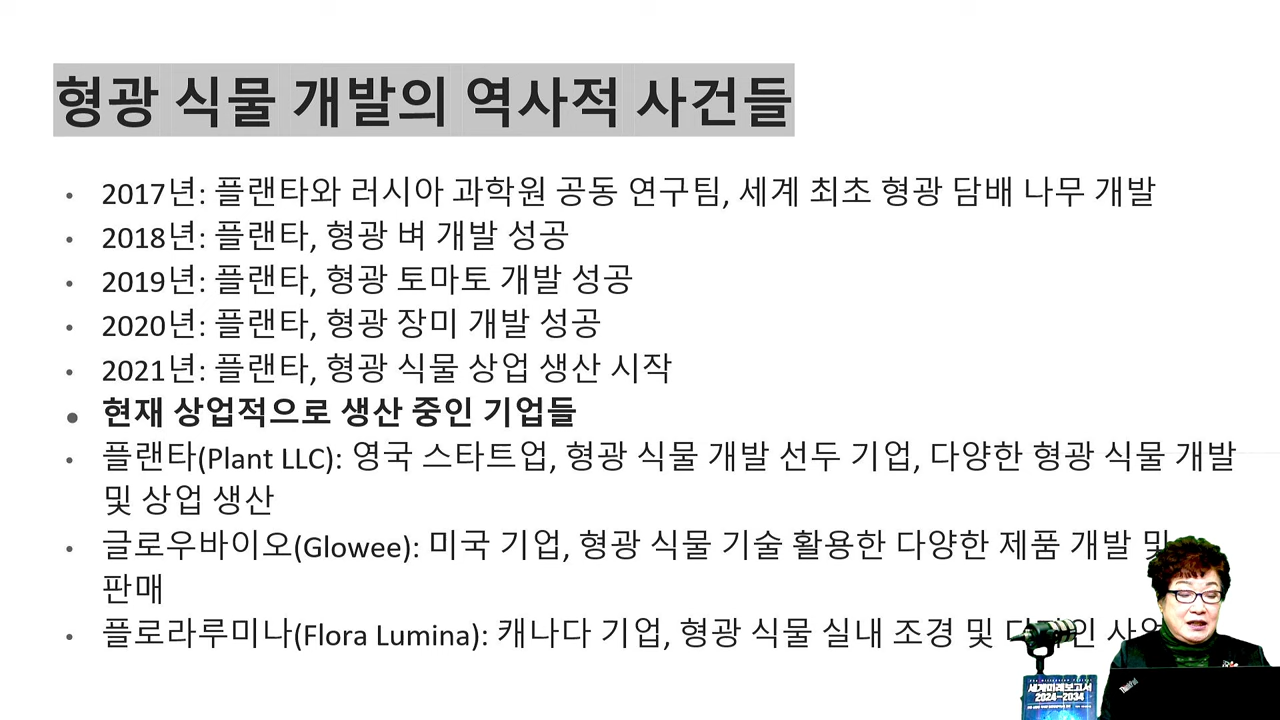 형광 식물 개발의 역사적 사건들
• 2017년: 플랜타와 러시아 과학원 공동 연구팀, 세계 최초 형광 담배 나무 개발
• 2018년: 플랜타, 형광 벼 개발 성공
• 2019년: 플랜타, 형광 토마토 개발 성공
• 2020년: 플랜타, 형광 장미 개발 성공
• 2021년: 플랜타, 형광 식물 상업 생산 시작
• 현재 상업적으로 생산 중인 기업들
• 플랜타(Plant LLC): 영국 스타트업, 형광 식물 개발 선두 기업, 다양한 형광 식물 개발
및 상업 생산
• 글로우바이오(Glowee): 미국 기업, 형광 식물 기술 활용한 다양한 제품 개발 및
판매
• 플로라루미나(Flora Lumina): 캐나다 기업, 형광 식물 실내 조경 및
세계미래보고서
2024-2034
ThinkPad